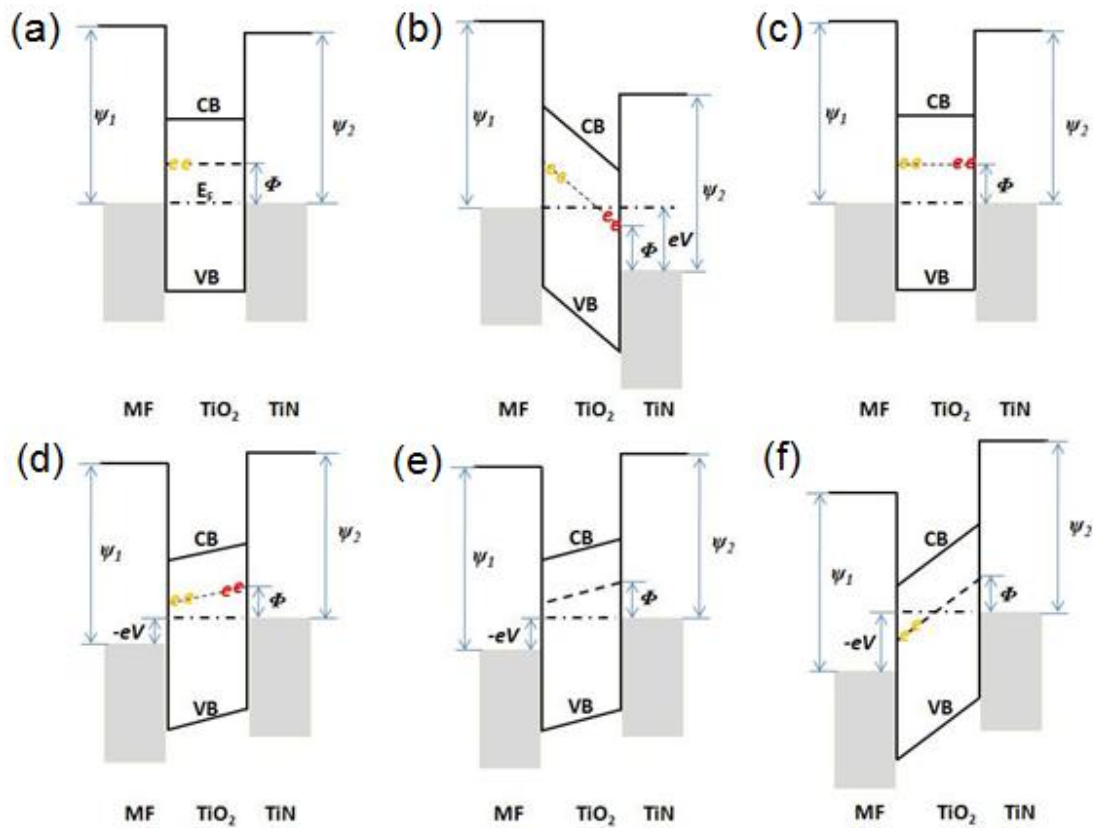 (a)
CB
ψ1
ψ2
e e
EF
Φ
VB
MF TiO2 TiN
(b)
ψ1
CB
ψ2
e e
e e
Φ
eV
VB
MF TiO2 TiN
(c)
CB
ψ1
ψ2
e e e e
Φ
VB
MF TiO2 TiN
(d)
CB
ψ1
ψ2
e e e e
Φ
-eV
VB
MF TiO2 TiN
(e)
CB
ψ1
ψ2
Φ
-eV
VB
MF TiO2 TiN
(f)
CB
ψ1
ψ2
Φ
-eV
e e
VB
MF TiO2 TiN